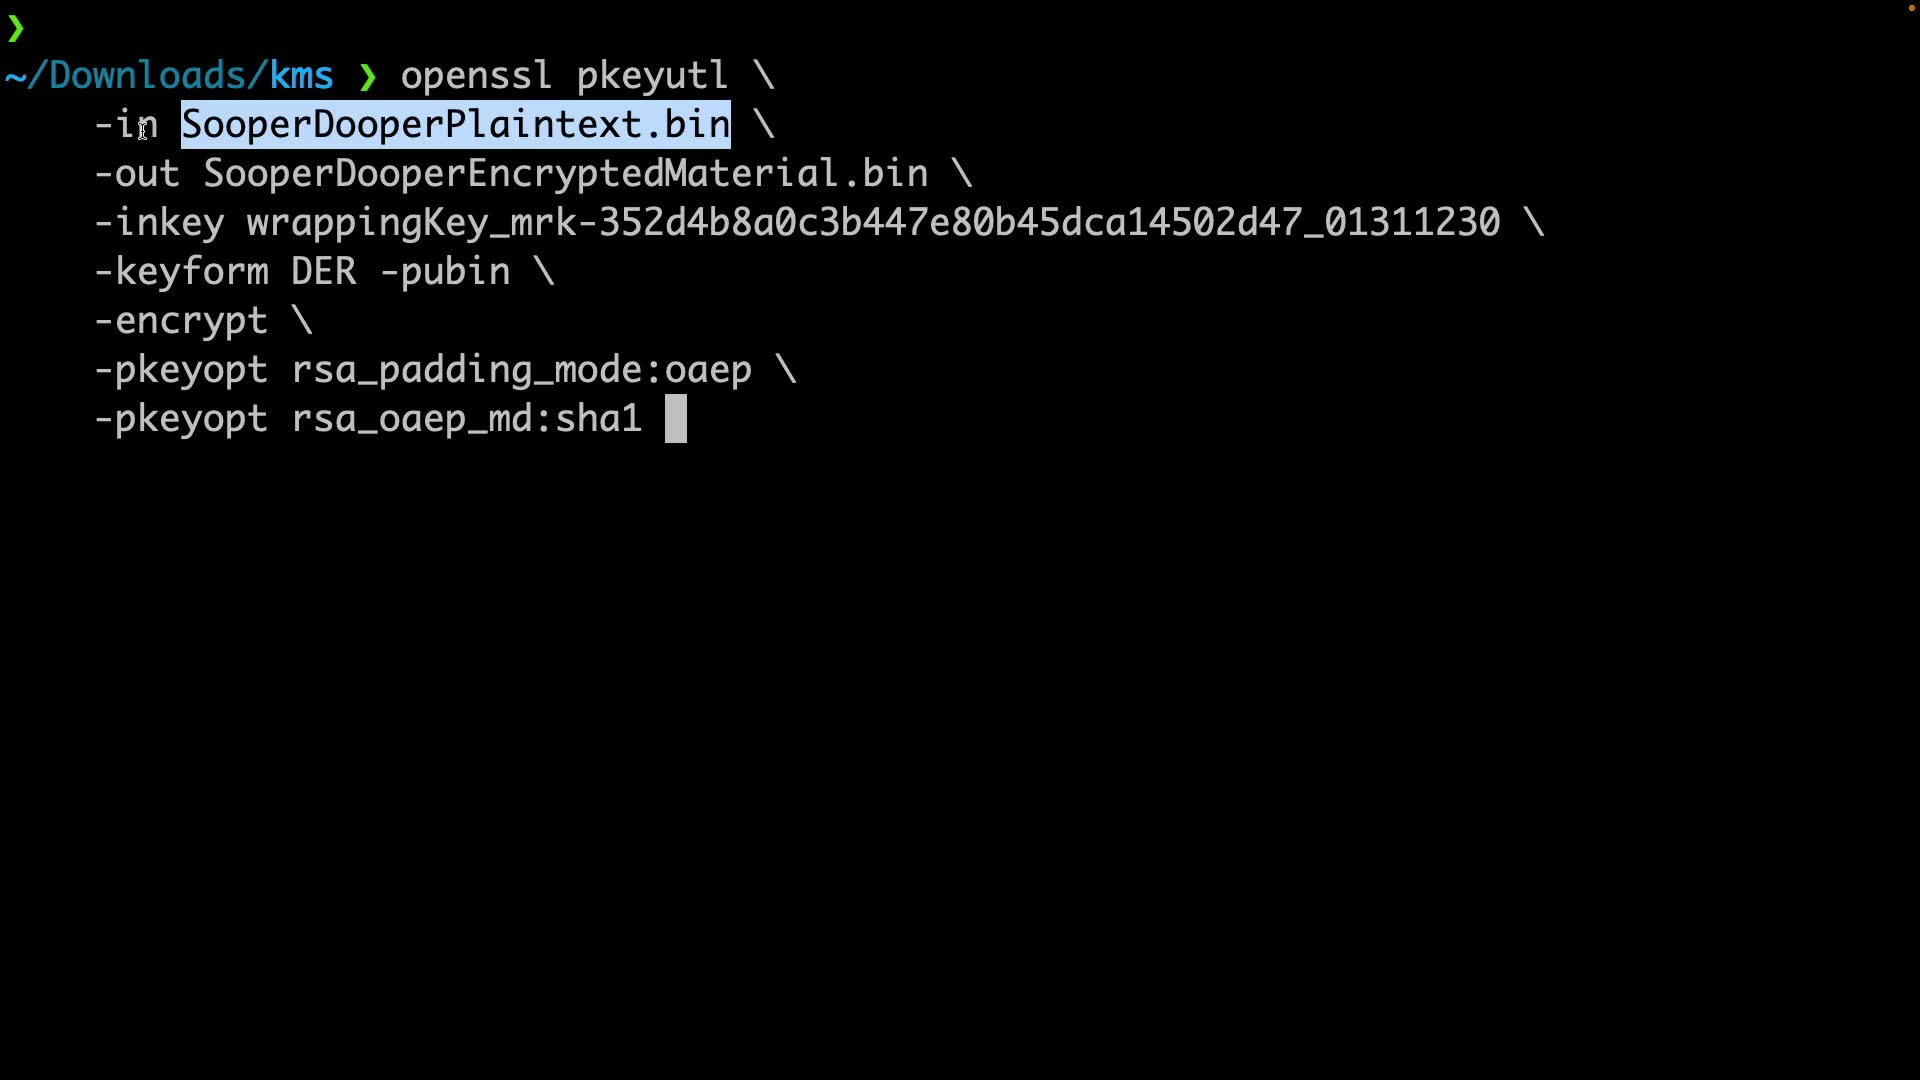 ❯
~/Downloads/kms ❯ openssl pkeyutl \
-in SooperDooperPlaintext.bin \
-out SooperDooperEncryptedMaterial.bin \
-inkey wrappingKey_mrk-352d4b8a0c3b447e80b45dca14502d47_01311230 \
-keyform DER -pubin \
-encrypt \
-pkeyopt rsa_padding_mode:oaep \
-pkeyopt rsa_oaep_md:sha1